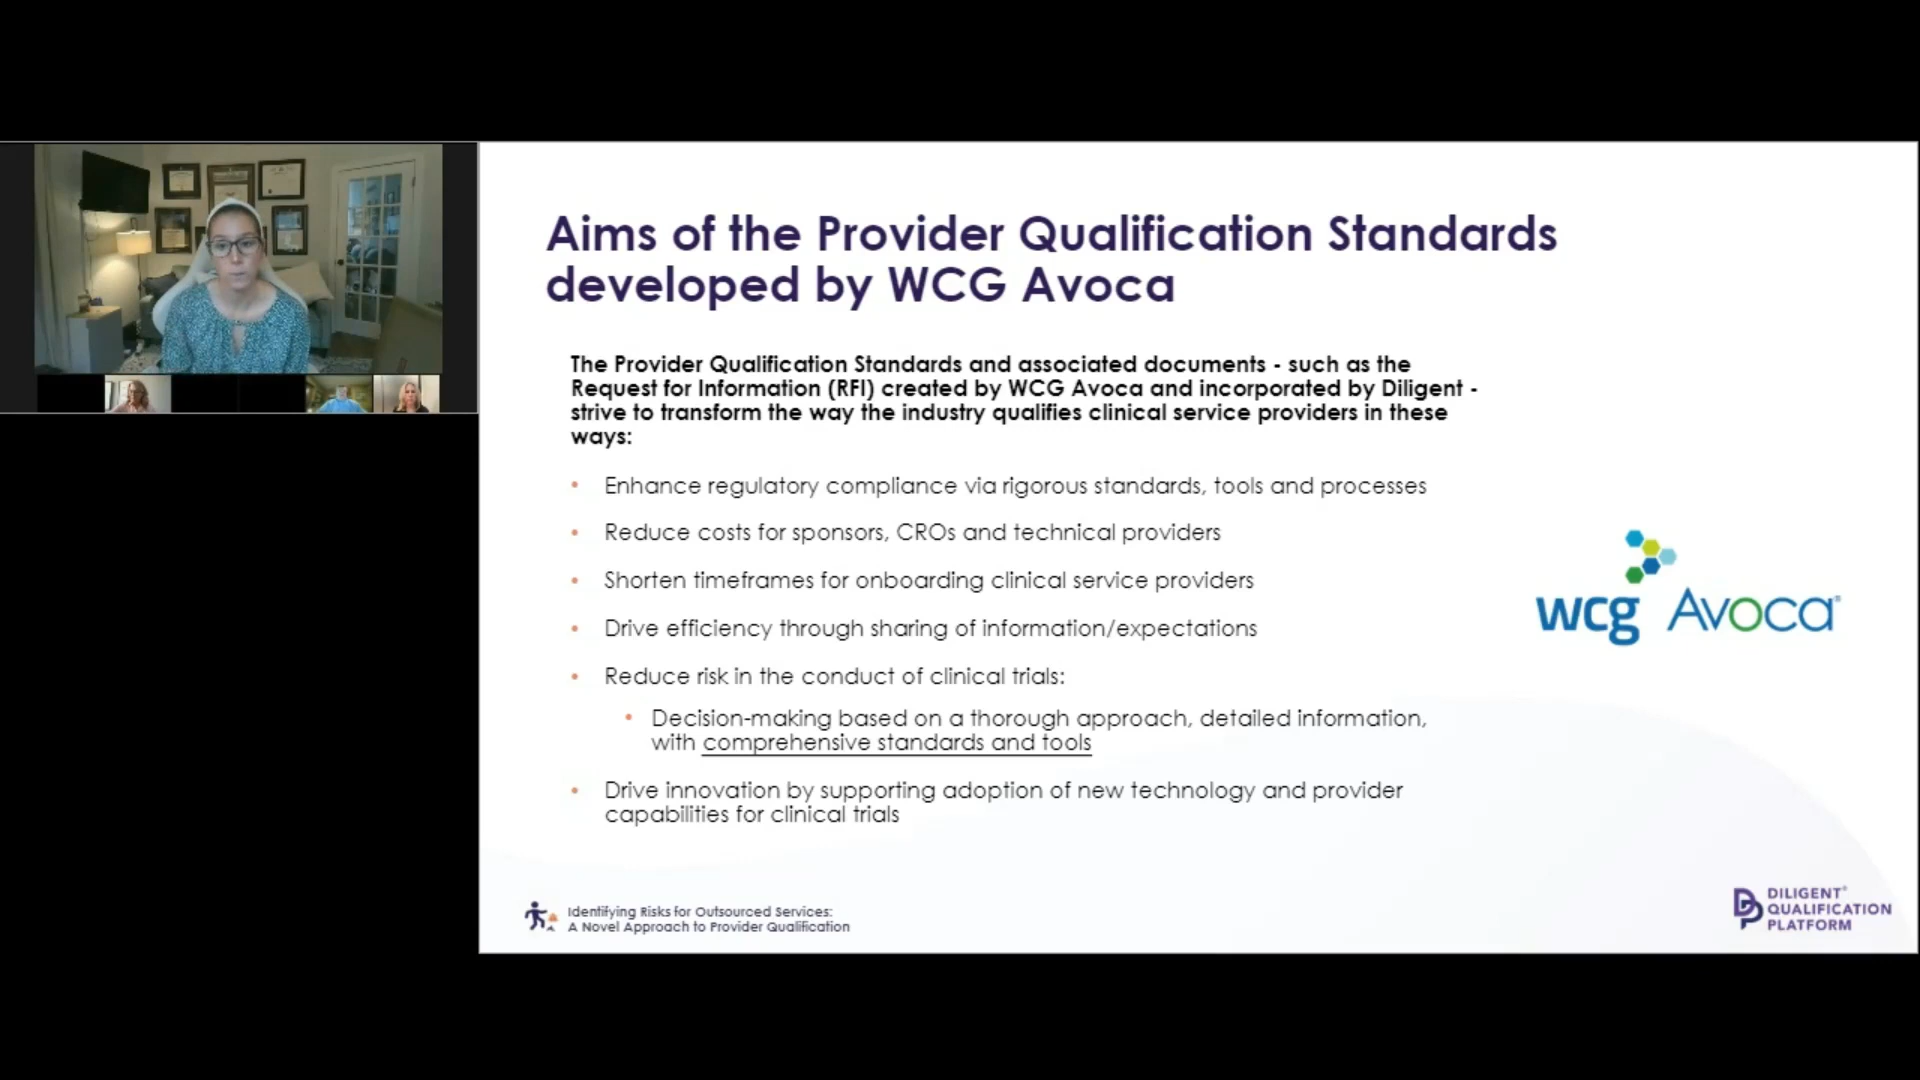 Aims of the Provider Qualification Standards
developed by WCG Avoca
The Provider Qualification Standards and associated documents - such as the
Request for Information (RFI) created by WCG Avoca and incorporated by Diligent -
strive to transform the way the industry qualifies clinical service providers in these
ways:
• Enhance regulatory compliance via rigorous standards, tools and processes
• Reduce costs for sponsors, CROs and technical providers
• Shorten timeframes for onboarding clinical service providers
• Drive efficiency through sharing of information/expectations
• Reduce risk in the conduct of clinical trials:
• Decision-making based on a thorough approach, detailed information,
with comprehensive standards and tools
• Drive innovation by supporting adoption of new technology and provider
capabilities for clinical trials
wcg Avoca®
Identifying Risks for Outsourced Services:
A Novel Approach to Provider Qualification
DILIGENT®
QUALIFICATION
PLATFORM